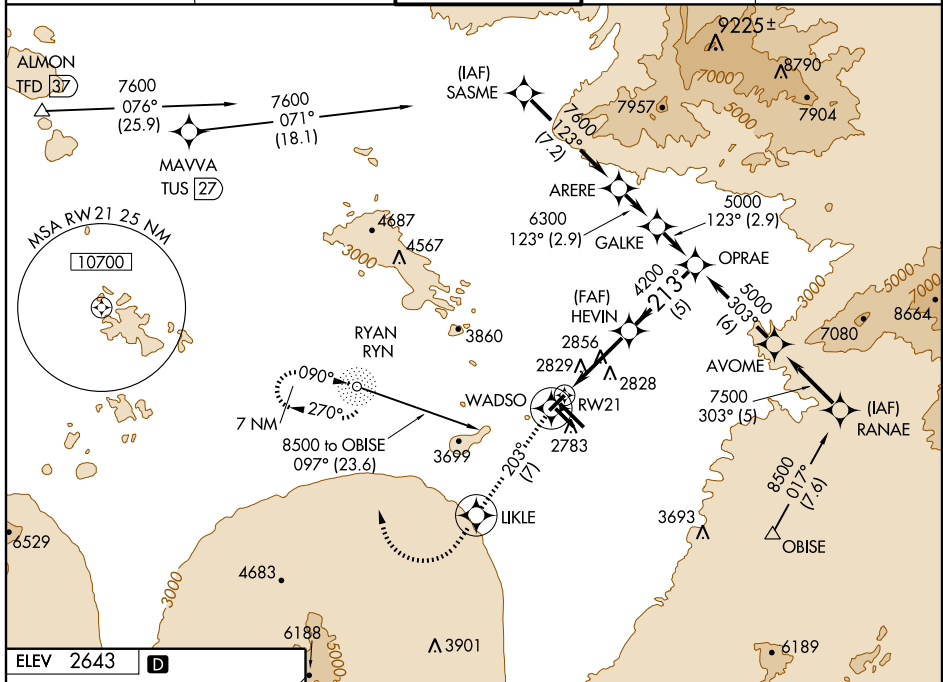 9225±
8790
7000
7957
7904
5000
ALMON
TFD 37
7600
076°
(25.9)
7600
071°
(18.1)
MAVVA
TUS 27
(IAF)
SASME
7600
123°
(7.2)
ARERE
6300
123° (2.9)
GALKE
5000
123° (2.9)
OPRAE
MSA RW21 25 NM
10700
4687
4567
3000
3860
4200
213°
(5)
(FAF)
HEVIN
5000
303°
(6)
3000
5000
7000
8664
7080
AVOME
7500
303° (5)
(IAF)
RANAE
RYAN
RYN
090°
270°
7 NM
8500 to OBISE
097° (23.6)
2856
2829
2828
WADSO
RW21
2783
3699
203°
(7)
LIKLE
8500
017°
(7.6)
OBISE
3693
6529
3000
4683
6188
5000
3901
6189
ELEV 2643 D